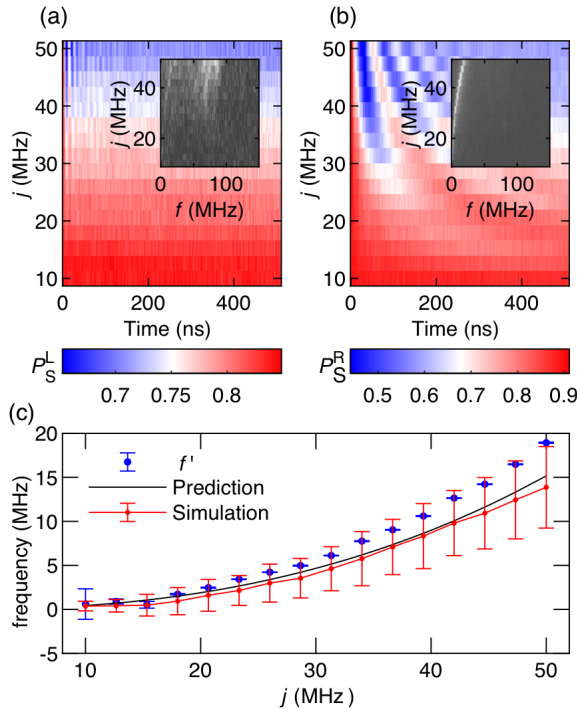 (a)
(b)
50
40
30
20
10
j (MHz)
40
20
j (MHz)
0
100
f (MHz)
0
200
400
Time (ns)
50
40
30
20
10
j (MHz)
40
20
j (MHz)
0
100
f (MHz)
0
200
400
Time (ns)
P_S^L
0.7
0.75
0.8
P_S^R
0.5
0.6
0.7
0.8
0.9
(c)
20
15
10
5
0
-5
frequency (MHz)
f'
Prediction
Simulation
10
20
30
40
50
j (MHz)